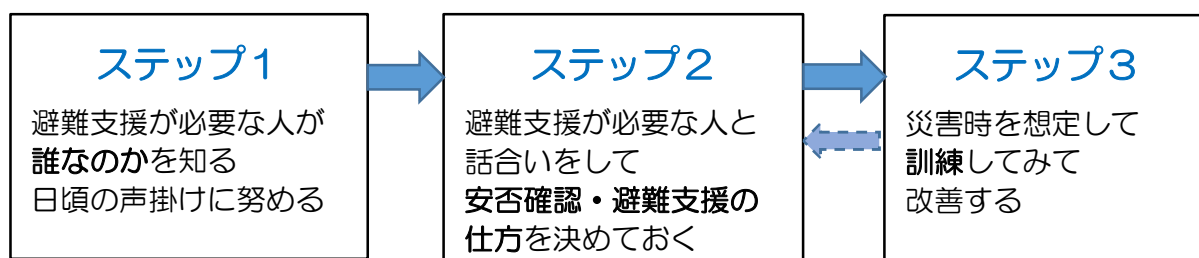 ステップ１
避難支援が必要な人が
誰なのかを知る
日頃の声掛けに努める
ステップ２
避難支援が必要な人と
話合いをして
安否確認・避難支援の
仕方を決めておく
ステップ３
災害時を想定して
訓練してみて
改善する